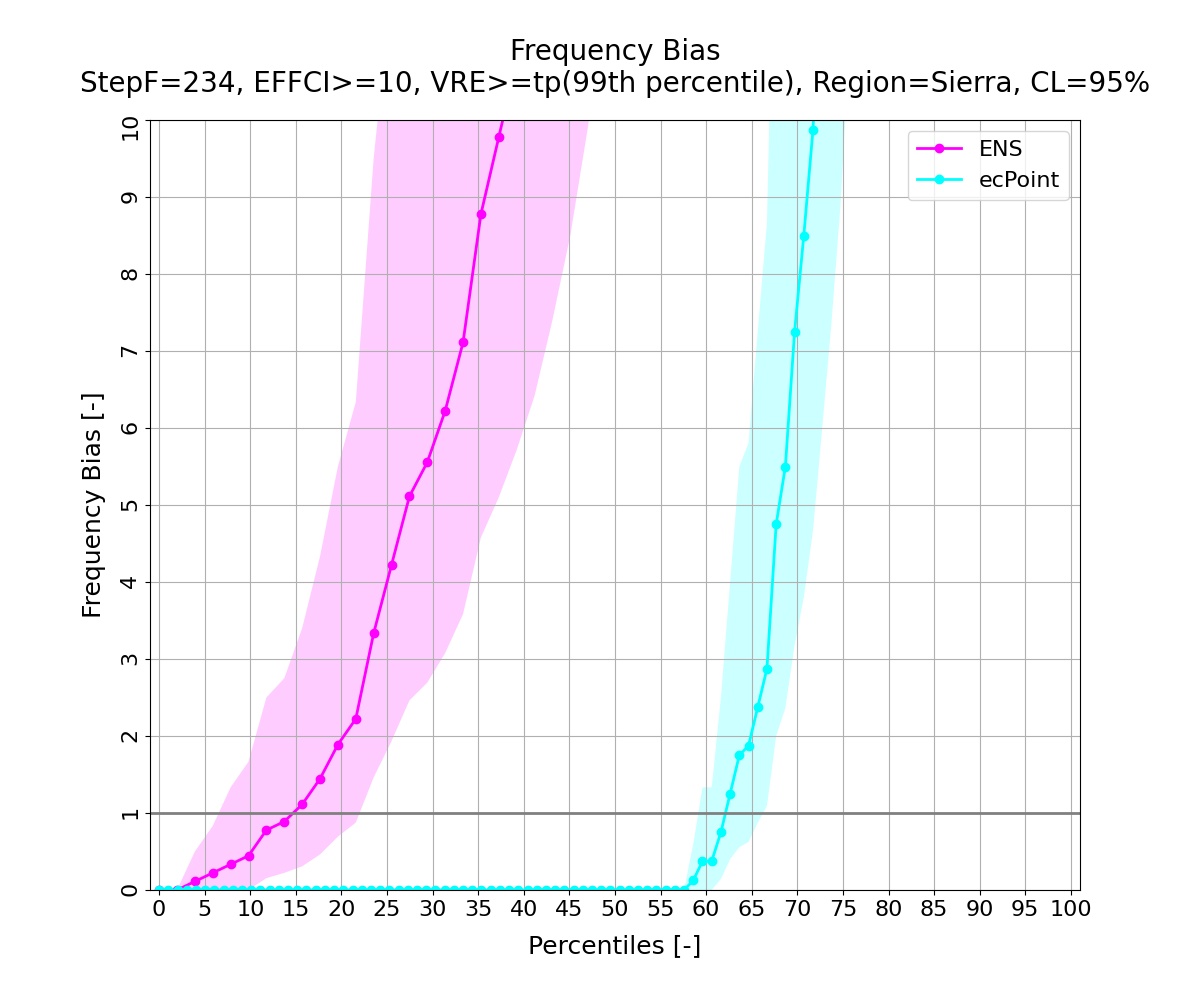 Frequency Bias
StepF=234, EFFCI>=10, VRE>=tp(99th percentile), Region=Sierra, CL=95%
10
9
8
7
6
5
4
3
2
1
0
Frequency Bias [-]
ENS
ecPoint
0 5 10 15 20 25 30 35 40 45 50 55 60 65 70 75 80 85 90 95 100
Percentiles [-]